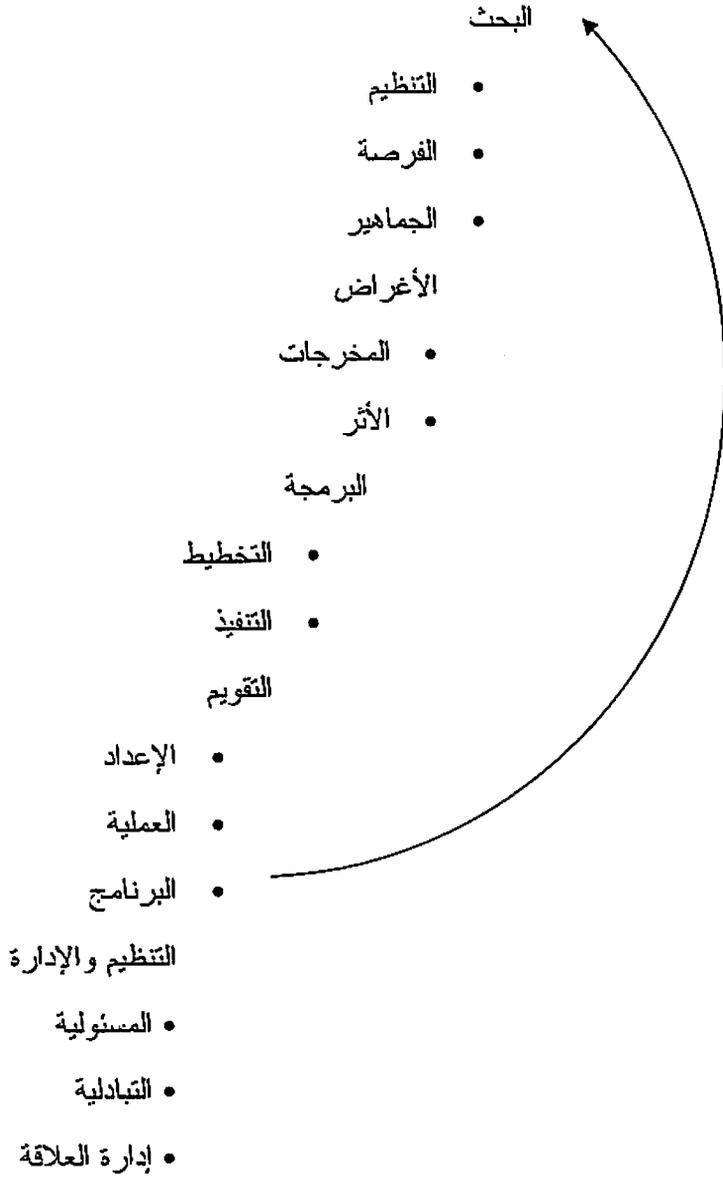 البحث
• التنظيم
• الفرصة
• الجماهير
الأغراض
• المخرجات
• الأثر
البرمجة
• التخطيط
• التنفيذ
التقويم
• الإعداد
• العملية
• البرنامج
التنظيم والإدارة
• المسئولية
• التبادلية
• إدارة العلاقة